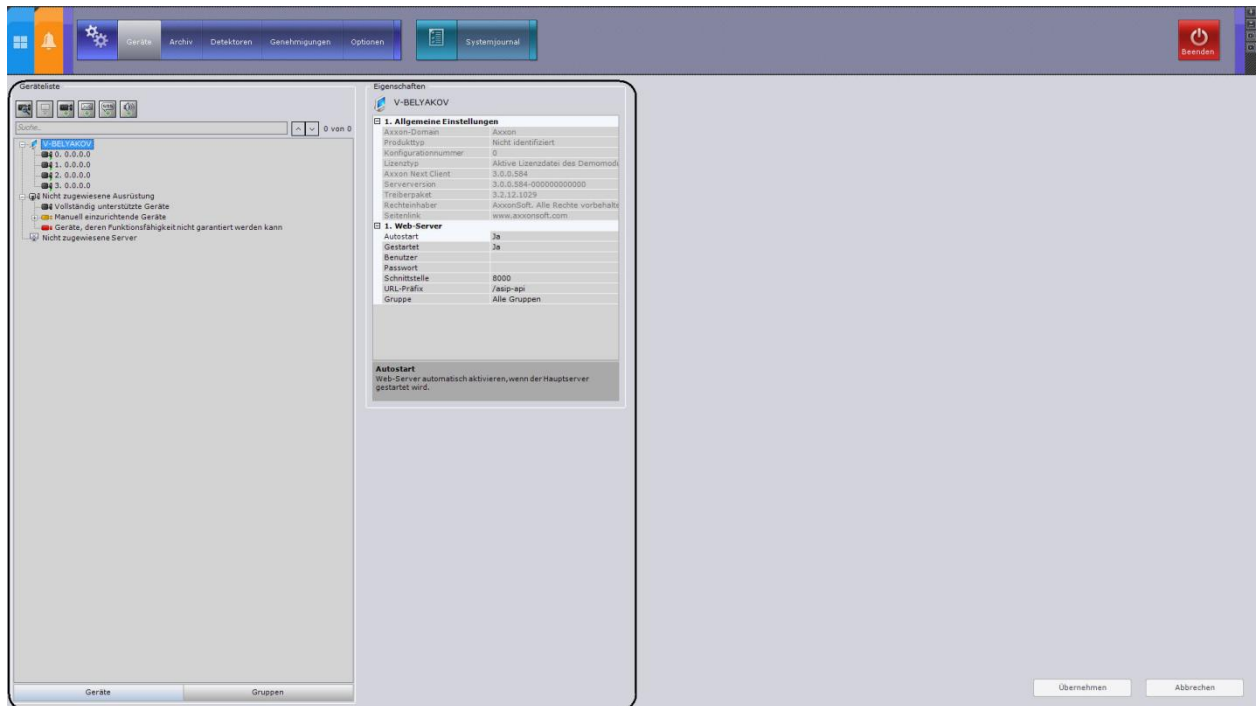 Geräte Archiv Detektoren Genehmigungen Optionen Systemjournal
Beenden
Geräteliste
Suche..
0 von 0
V-BELYAKOV
0. 0.0.0.0
1. 0.0.0.0
2. 0.0.0.0
3. 0.0.0.0
Nicht zugewiesene Ausrüstung
Vollständig unterstützte Geräte
Manuell einzurichtende Geräte
Geräte, deren Funktionsfähigkeit nicht garantiert werden kann
Nicht zugewiesene Server
Geräte Gruppen
Eigenschaften
V-BELYAKOV
1. Allgemeine Einstellungen
Axxon-Domain Axxon
Produkttyp Nicht identifiziert
Konfigurationnummer 0
Lizenztyp Aktive Lizenzdatei des Demomodu
Axxon Next Client 3.0.0.584
Serverversion 3.0.0.584-000000000000
Treiberpaket 3.2.12.1029
Rechteinhaber AxxonSoft. Alle Rechte vorbehalte
Seitenlink www.axxonsoft.com
1. Web-Server
Autostart Ja
Gestartet Ja
Benutzer
Passwort
Schnittstelle 8000
URL-Präfix /asip-api
Gruppe Alle Gruppen
Autostart
Web-Server automatisch aktivieren, wenn der Hauptserver
gestartet wird.
Übernehmen Abbrechen